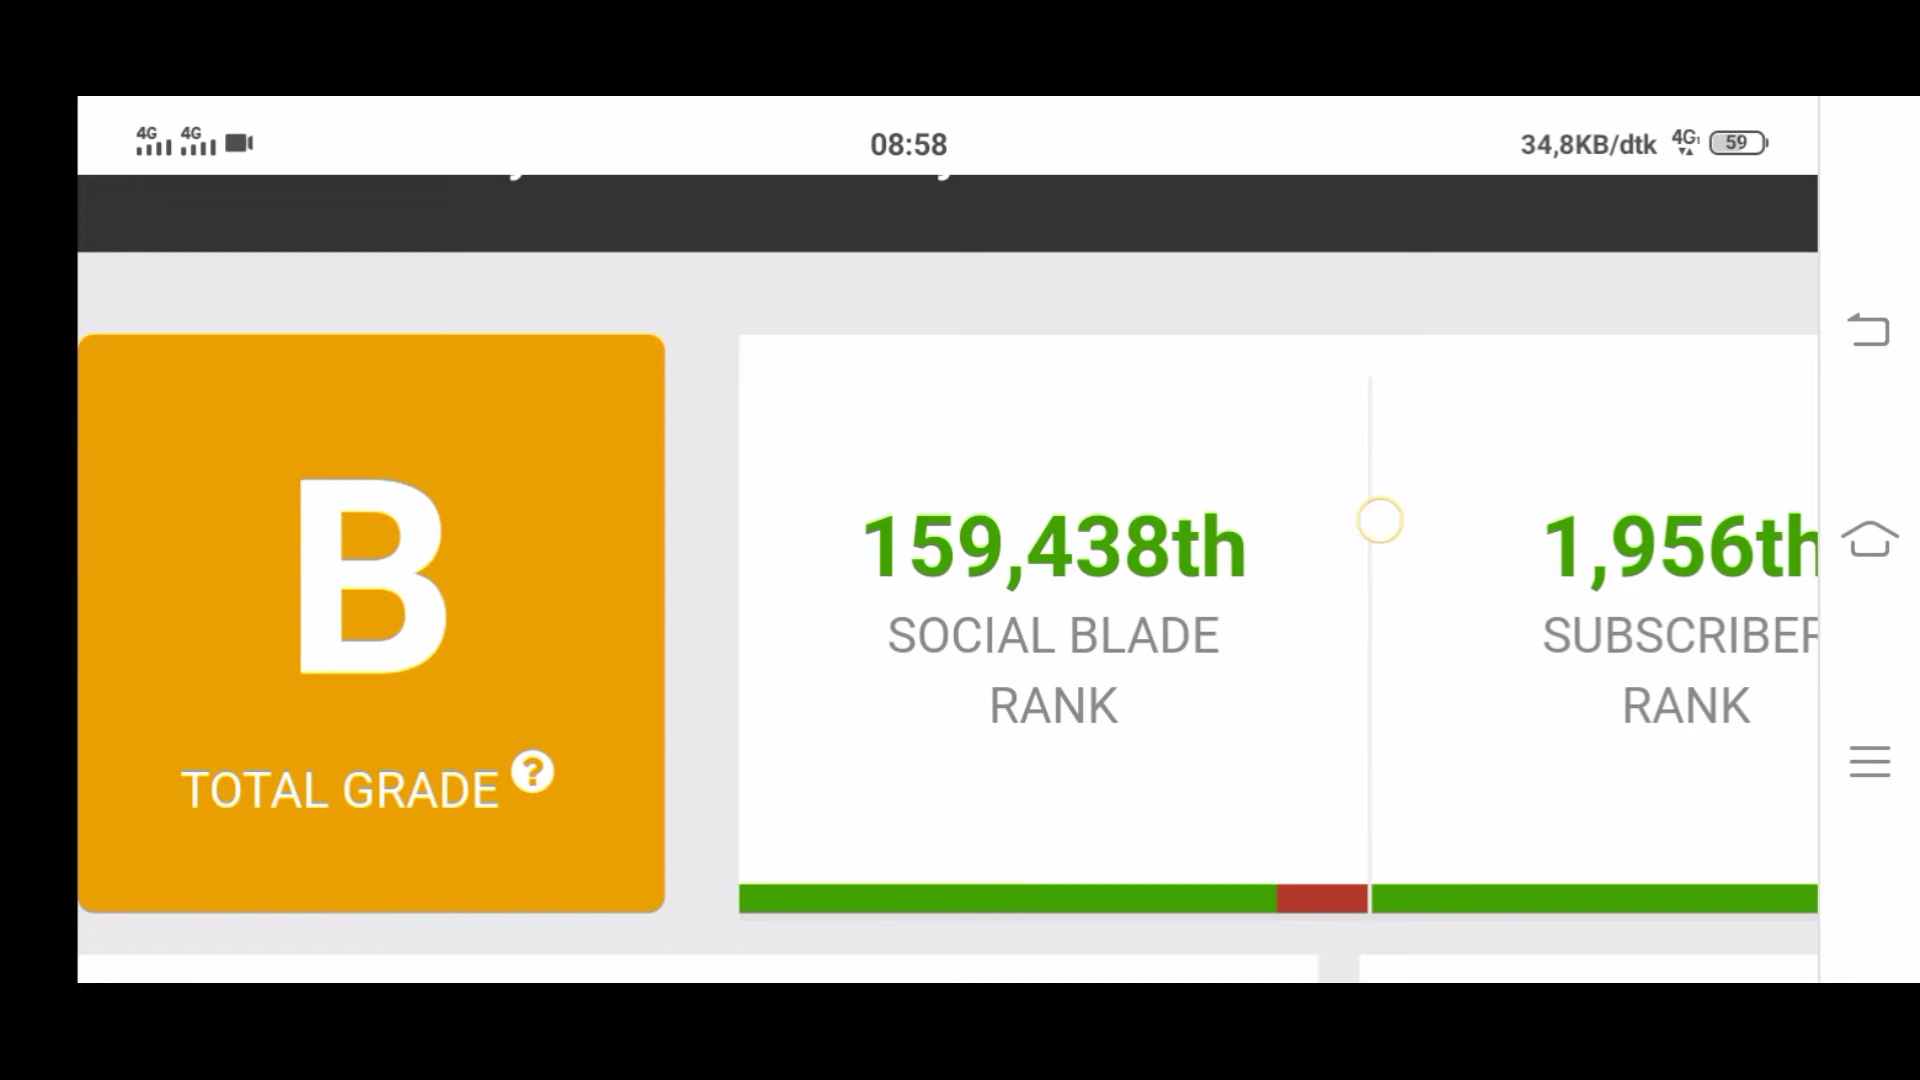 4G 4G 08:58 34,8KB/dtk 4G 59
B
TOTAL GRADE ?
159,438th
SOCIAL BLADE
RANK
1,956th
SUBSCRIBER
RANK